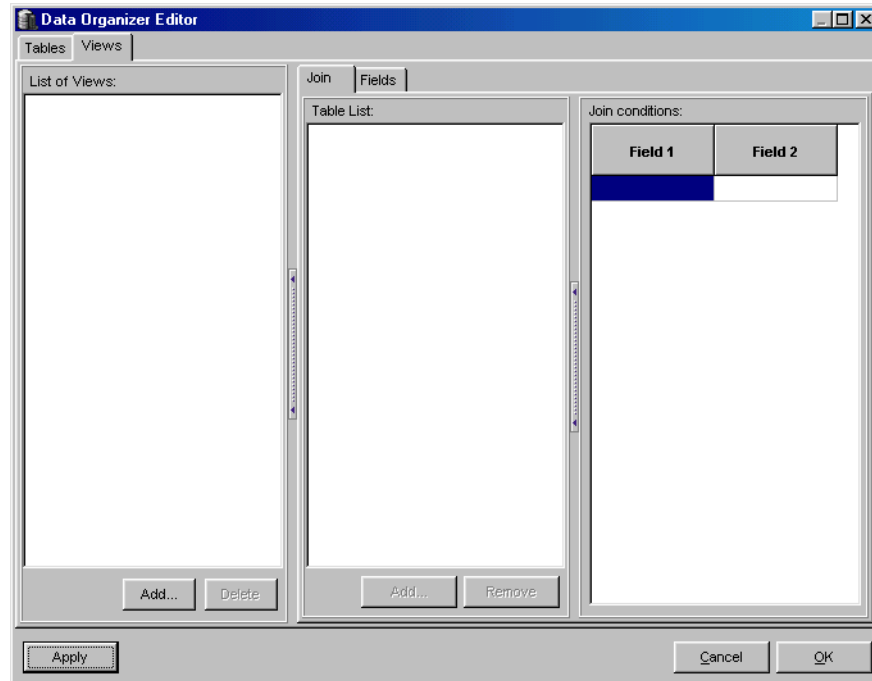 Data Organizer Editor
Tables Views
List of Views:
Join Fields
Table List:
Join conditions:
Field 1 Field 2
Add... Delete
Add... Remove
Apply Cancel OK